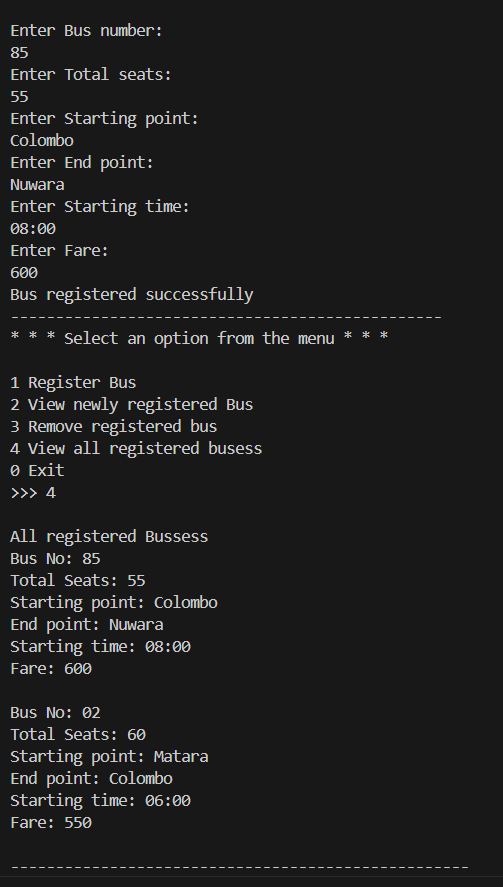 Enter Bus number:
85
Enter Total seats:
55
Enter Starting point:
Colombo
Enter End point:
Nuwara
Enter Starting time:
08:00
Enter Fare:
600
Bus registered successfully
------------------------------------------------
* * * Select an option from the menu * * *
1 Register Bus
2 View newly registered Bus
3 Remove registered bus
4 View all registered busess
0 Exit
>>> 4
All registered Bussess
Bus No: 85
Total Seats: 55
Starting point: Colombo
End point: Nuwara
Starting time: 08:00
Fare: 600
Bus No: 02
Total Seats: 60
Starting point: Matara
End point: Colombo
Starting time: 06:00
Fare: 550
---------------------------------------------------